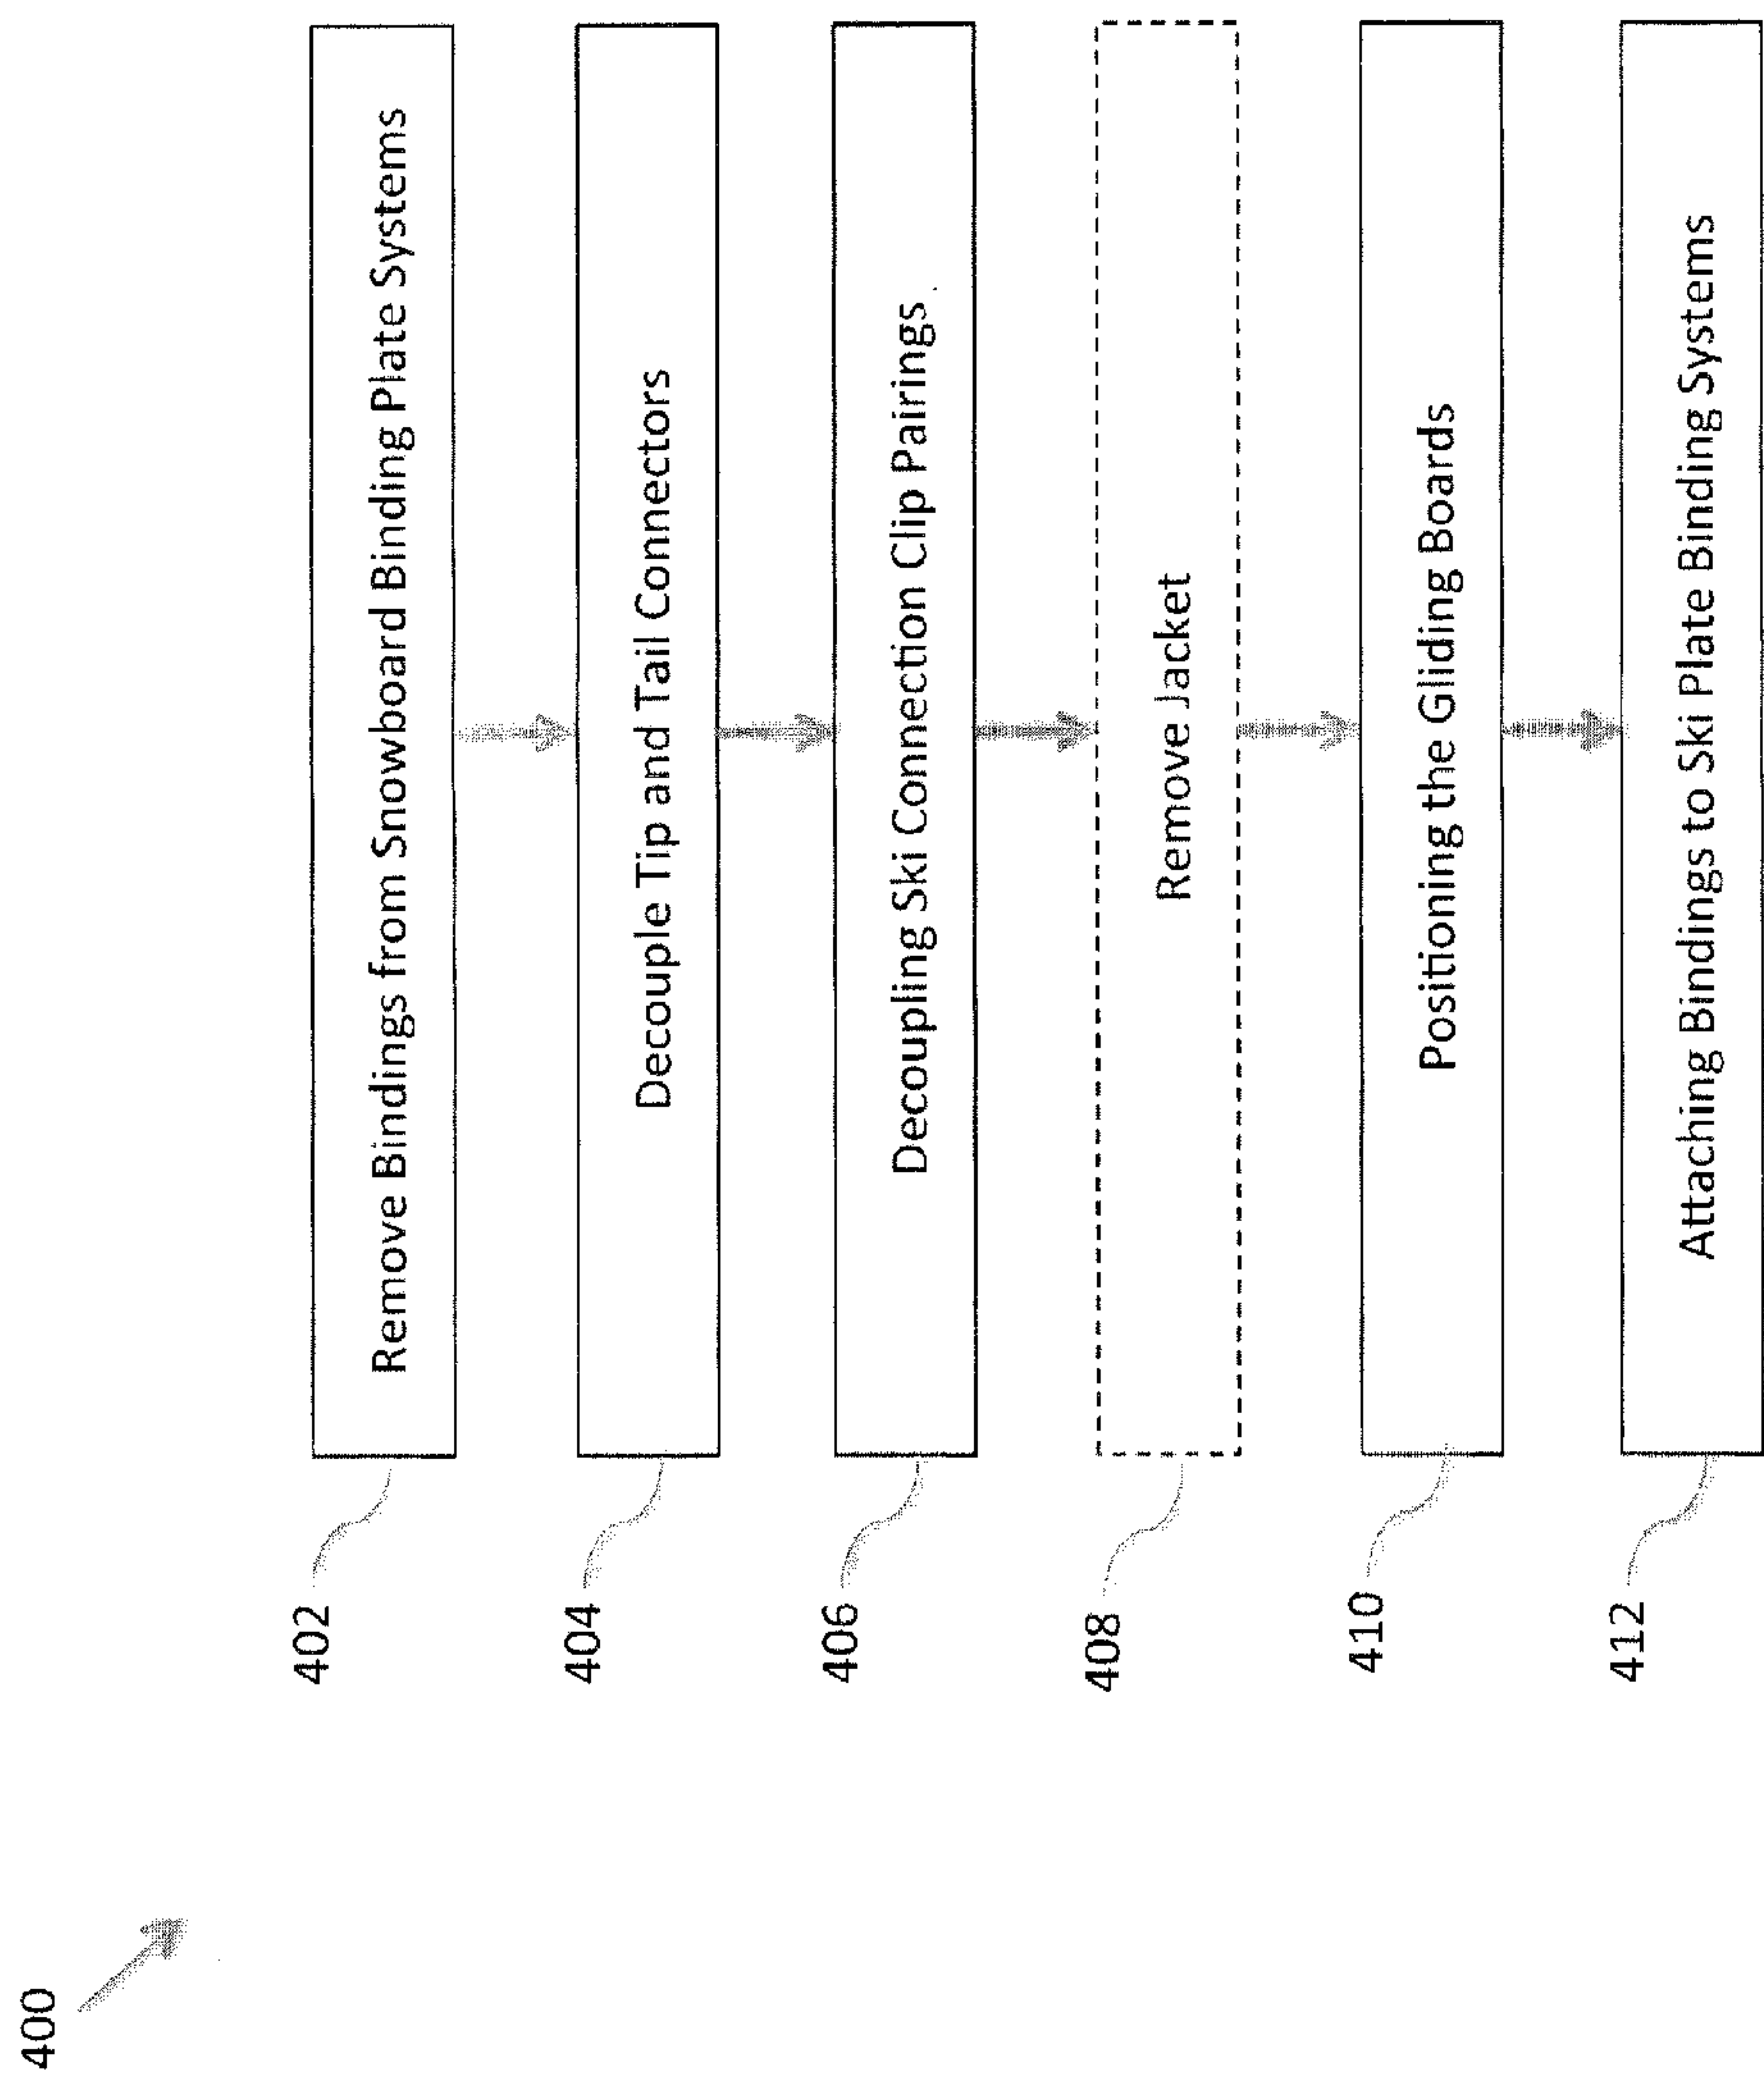 400
402
Remove Bindings from Snowboard Binding Plate Systems
404
Decouple Tip and Tail Connectors
406
Decoupling Ski Connection Clip Pairings
408
Remove Jacket
410
Positioning the Gliding Boards
412
Attaching Bindings to Ski Plate Binding Systems